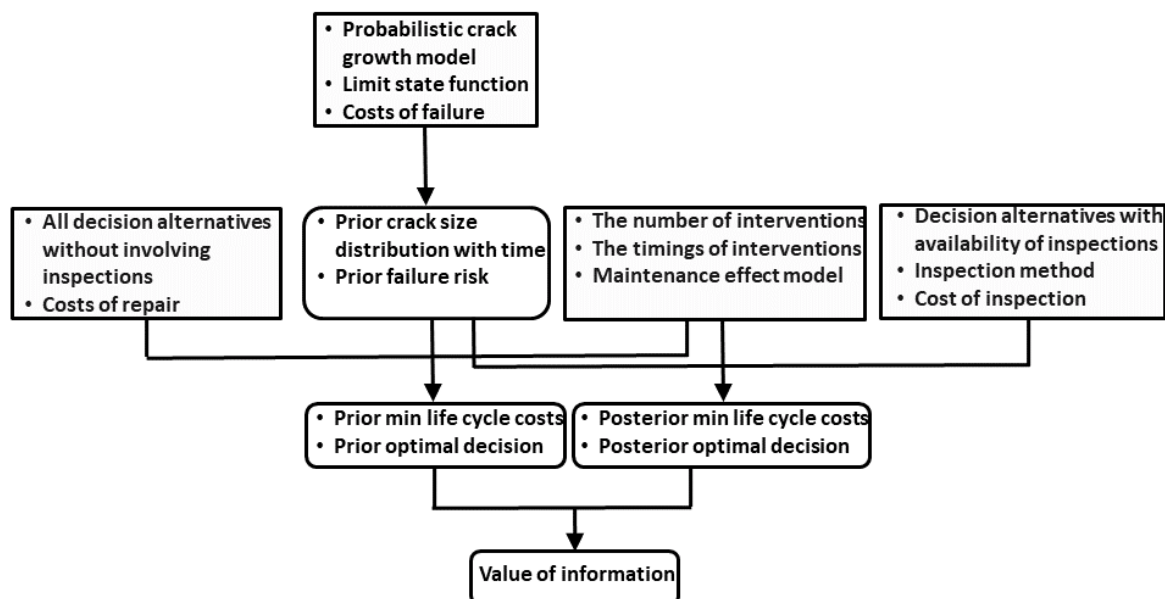 • Probabilistic crack
growth model
• Limit state function
• Costs of failure
• All decision alternatives
without involving
inspections
• Costs of repair
• Prior crack size
distribution with time
• Prior failure risk
• The number of interventions
• The timings of interventions
• Maintenance effect model
• Decision alternatives with
availability of inspections
• Inspection method
• Cost of inspection
• Prior min life cycle costs
• Prior optimal decision
• Posterior min life cycle costs
• Posterior optimal decision
Value of information